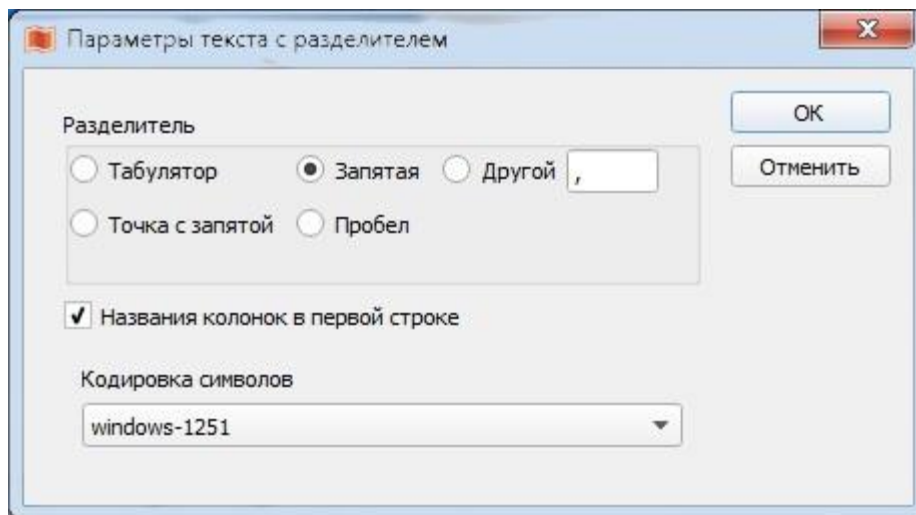 Параметры текста с разделителем
Разделитель
OK
Табулятор Запятая Другой ,
Отменить
Точка с запятой Пробел
Названия колонок в первой строке
Кодировка символов
windows-1251